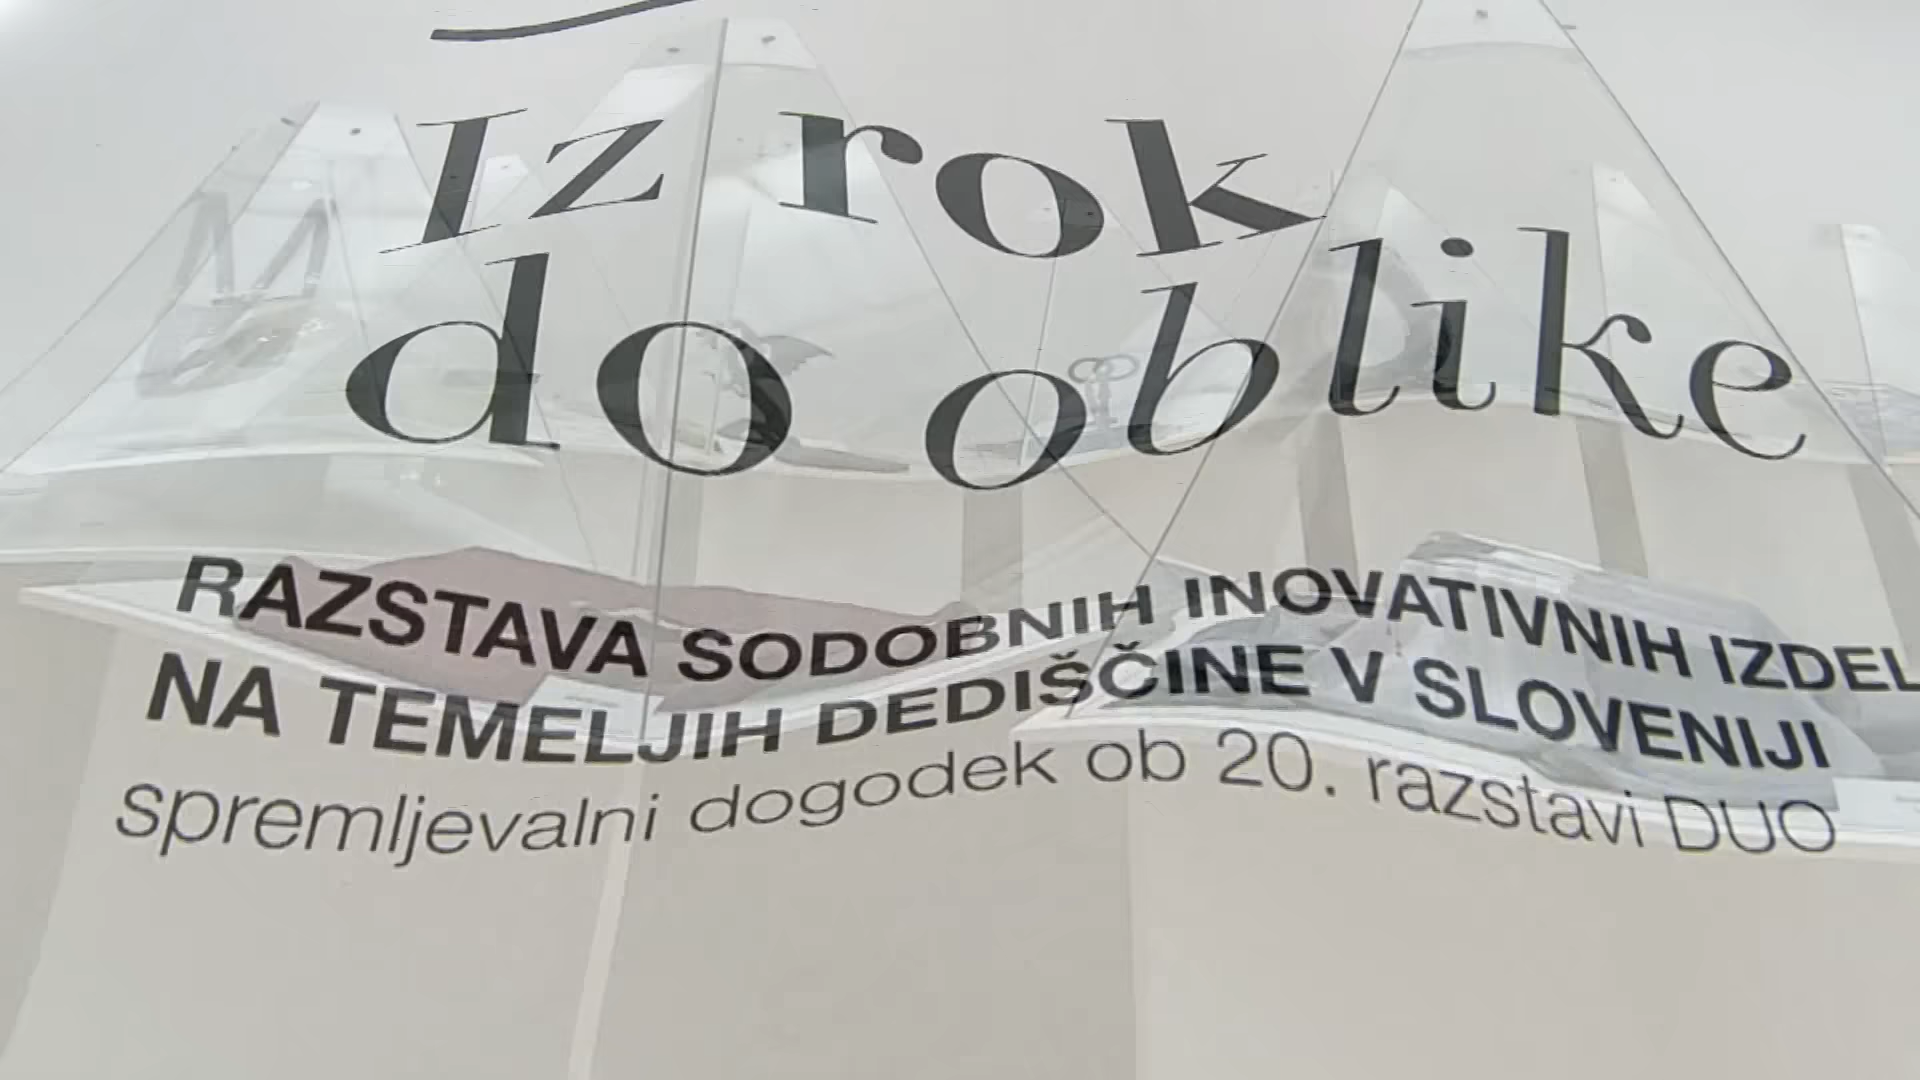 Iz rok
do oblike
RAZSTAVA SODOBNIH INOVATIVNIH IZDEL
NA TEMELJIH DEDIŠČINE V SLOVENIJI
spremljevalni dogodek ob 20. razstavi DUO